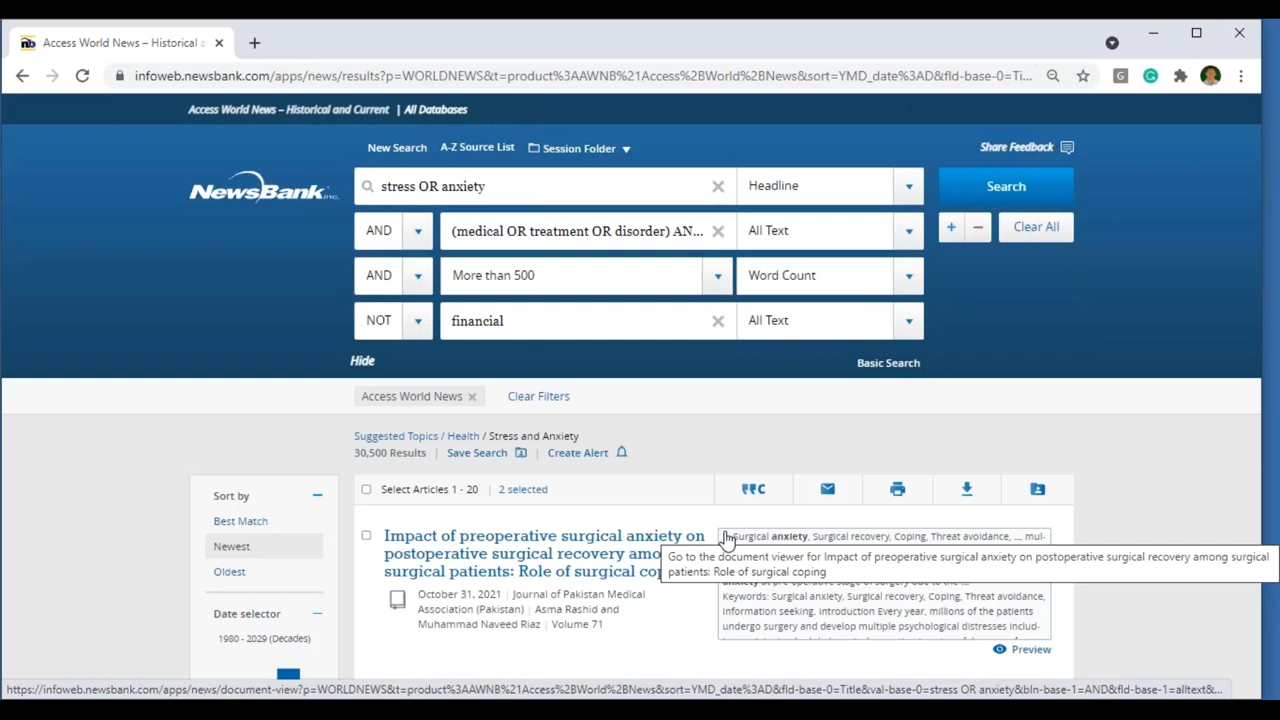 Access World News – Historical a
infoweb.newsbank.com/apps/news/results?p=WORLDNEWS&t=product%3AAWNB%21Access%2BWorld%2BNews&sort=YMD_date%3AD&fld-base-0=Ti...
Access World News – Historical and Current | All Databases
New Search A-Z Source List Session Folder Share Feedback
NewsBank inc.
stress OR anxiety Headline Search
AND (medical OR treatment OR disorder) AN... All Text + − Clear All
AND More than 500 Word Count
NOT financial All Text
Hide Basic Search
Access World News Clear Filters
Suggested Topics / Health / Stress and Anxiety
30,500 Results | Save Search | Create Alert
Sort by
Best Match
Newest
Oldest
Date selector
1980 - 2029 (Decades)
Select Articles 1 - 20 | 2 selected
Impact of preoperative surgical anxiety on
postoperative surgical recovery amo
surgical patients: Role of surgical cop
October 31, 2021 | Journal of Pakistan Medical
Association (Pakistan) | Asma Rashid and
Muhammad Naveed Riaz | Volume 71
Surgical anxiety, Surgical recovery, Coping, Threat avoidance, ... mul-
Go to the document viewer for Impact of preoperative surgical anxiety on postoperative surgical recovery among surgical
patients: Role of surgical coping
Keywords: Surgical anxiety, Surgical recovery, Coping, Threat avoidance,
Information seeking. Introduction Every year, millions of the patients
undergo surgery and develop multiple psychological distresses includ-
Preview
https://infoweb.newsbank.com/apps/news/document-view?p=WORLDNEWS&t=product%3AAWNB%21Access%2BWorld%2BNews&sort=YMD_date%3AD&fld-base-0=Title&val-base-0=stress OR anxiety&bln-base-1=AND&fld-base-1=alltext&...